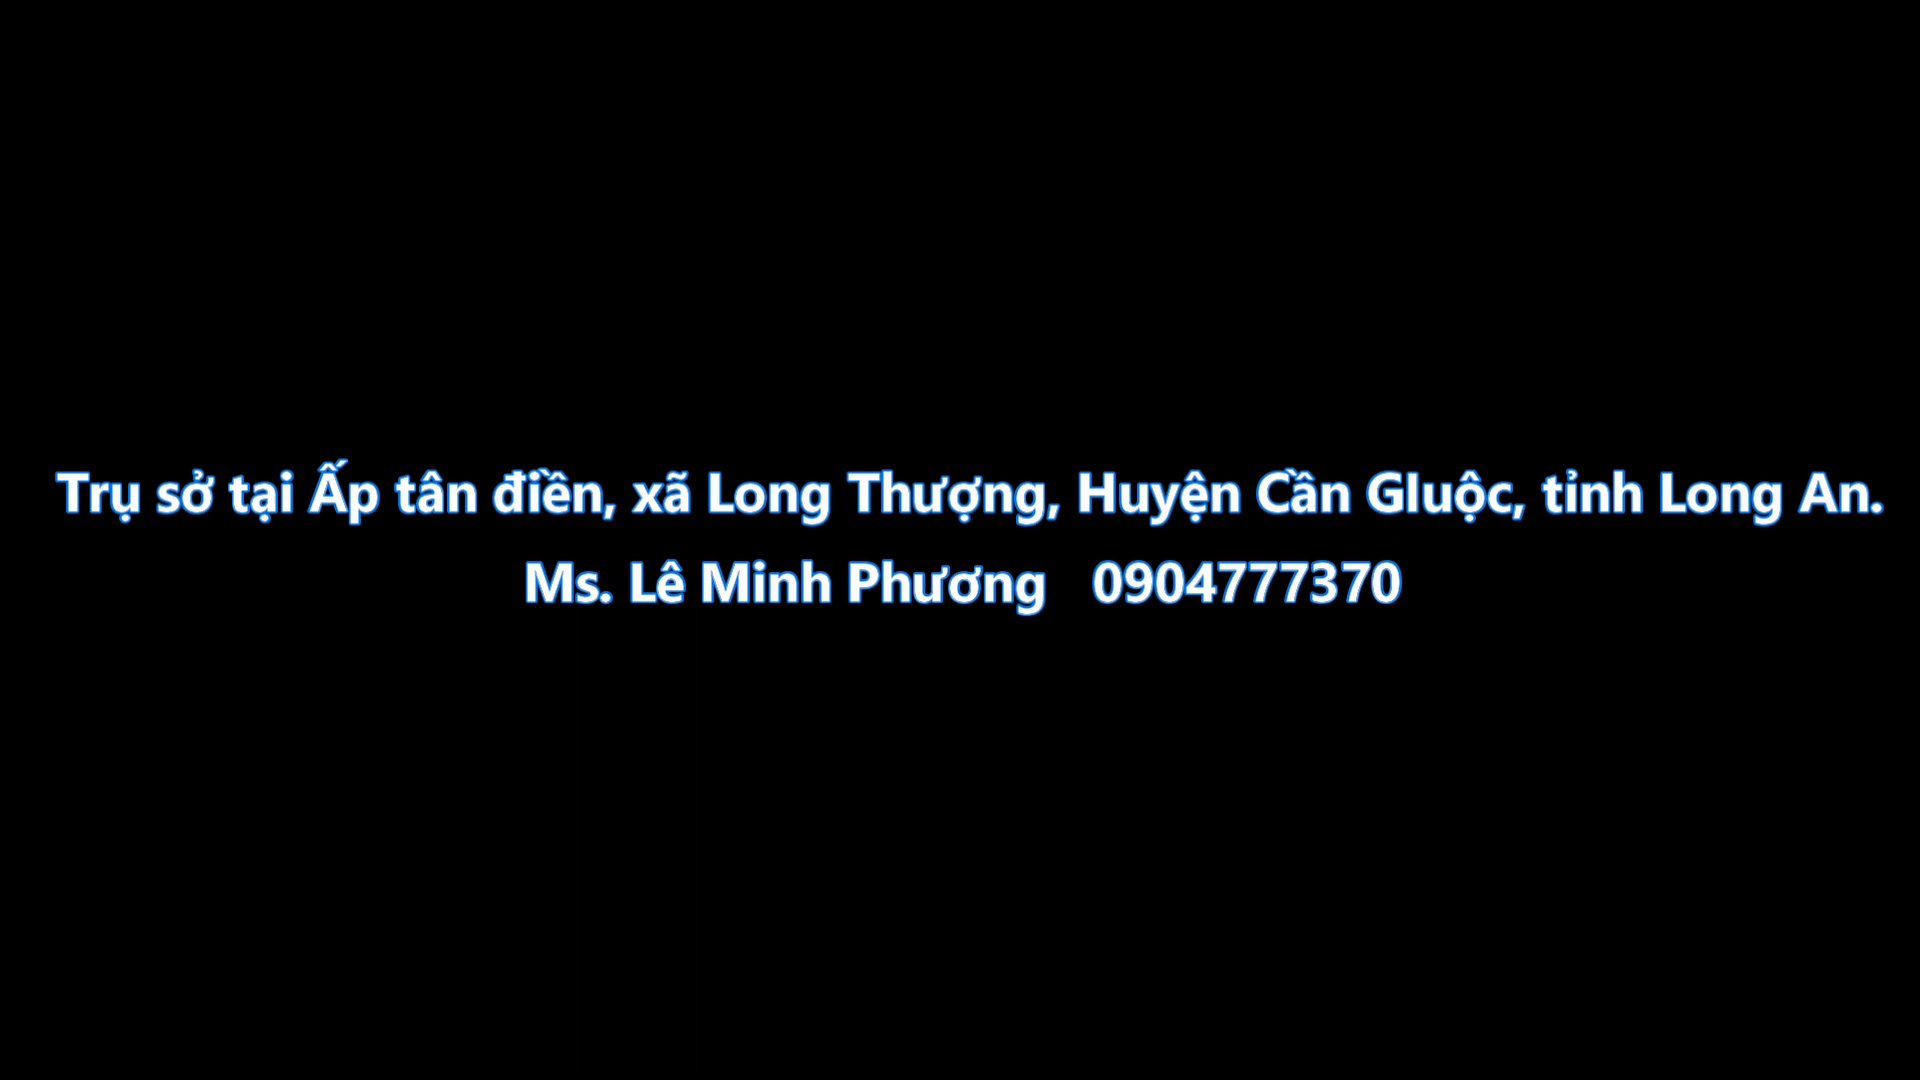 Trụ sở tại Ấp tân điền, xã Long Thượng, Huyện Cần GIuộc, tỉnh Long An.
Ms. Lê Minh Phương 0904777370